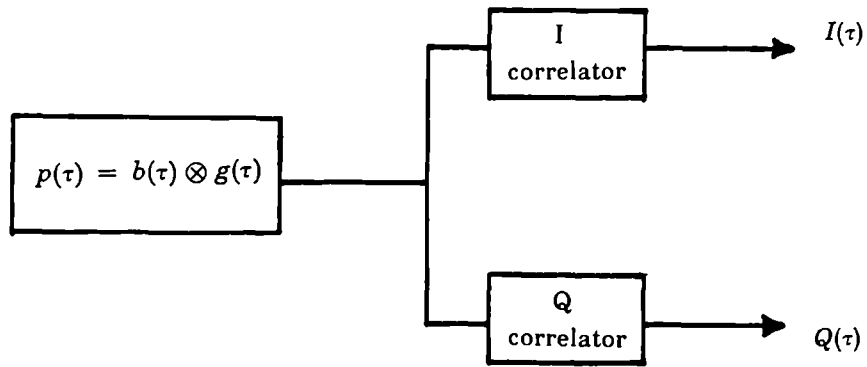 I
correlator
I(τ)
p(τ) = b(τ) ⊗ g(τ)
Q
correlator
Q(τ)